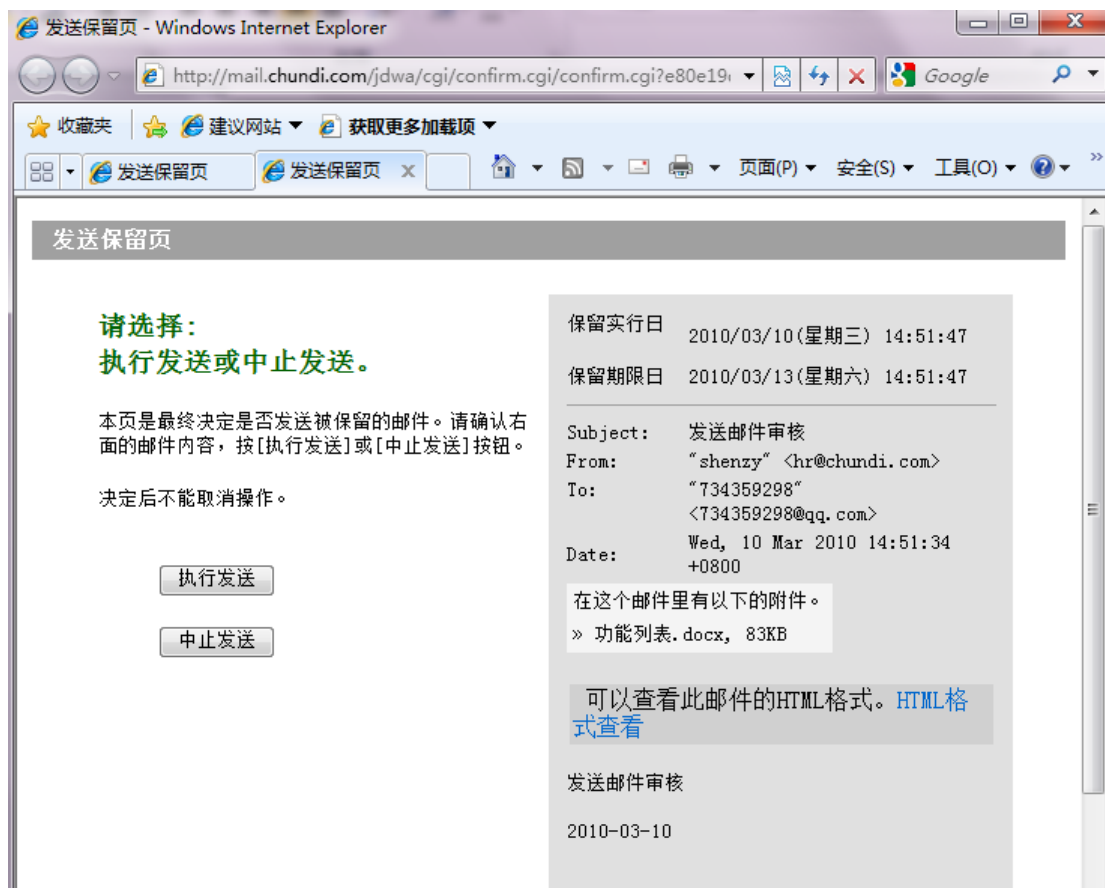 发送保留页 - Windows Internet Explorer
http://mail.chundi.com/jdwa/cgi/confirm.cgi/confirm.cgi?e80e19
Google
收藏夹
建议网站
获取更多加载项
发送保留页
发送保留页
页面(P)
安全(S)
工具(O)
发送保留页
请选择:
执行发送或中止发送。
本页是最终决定是否发送被保留的邮件。请确认右
面的邮件内容，按[执行发送]或[中止发送]按钮。
决定后不能取消操作。
执行发送
中止发送
保留实行日 2010/03/10(星期三) 14:51:47
保留期限日 2010/03/13(星期六) 14:51:47
Subject: 发送邮件审核
From: "shenzy" <hr@chundi.com>
To: "734359298"
<734359298@qq.com>
Date: Wed, 10 Mar 2010 14:51:34
+0800
在这个邮件里有以下的附件。
» 功能列表.docx, 83KB
可以查看此邮件的HTML格式。HTML格
式查看
发送邮件审核
2010-03-10